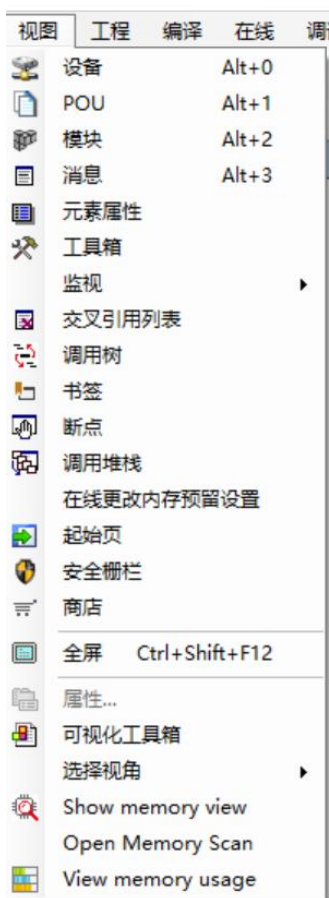 视图 工程 编译 在线 调
设备 Alt+0
POU Alt+1
模块 Alt+2
消息 Alt+3
元素属性
工具箱
监视
交叉引用列表
调用树
书签
断点
调用堆栈
在线更改内存预留设置
起始页
安全栅栏
商店
全屏 Ctrl+Shift+F12
属性...
可视化工具箱
选择视角
Show memory view
Open Memory Scan
View memory usage